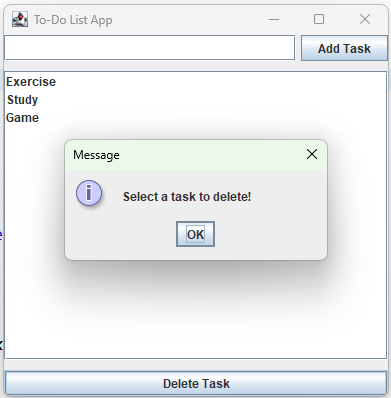 To-Do List App
Add Task
Exercise
Study
Game
Message
Select a task to delete!
OK
Delete Task